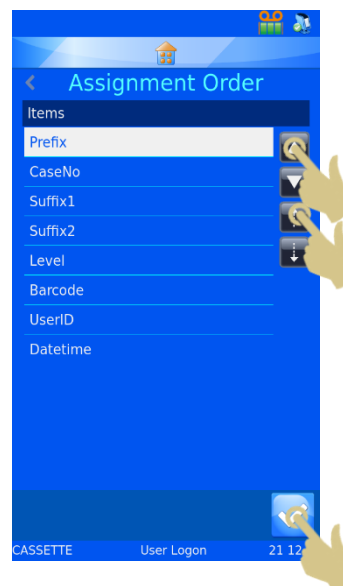 Assignment Order
Items
Prefix
CaseNo
Suffix1
Suffix2
Level
Barcode
UserID
Datetime
CASSETTE User Logon 21 12